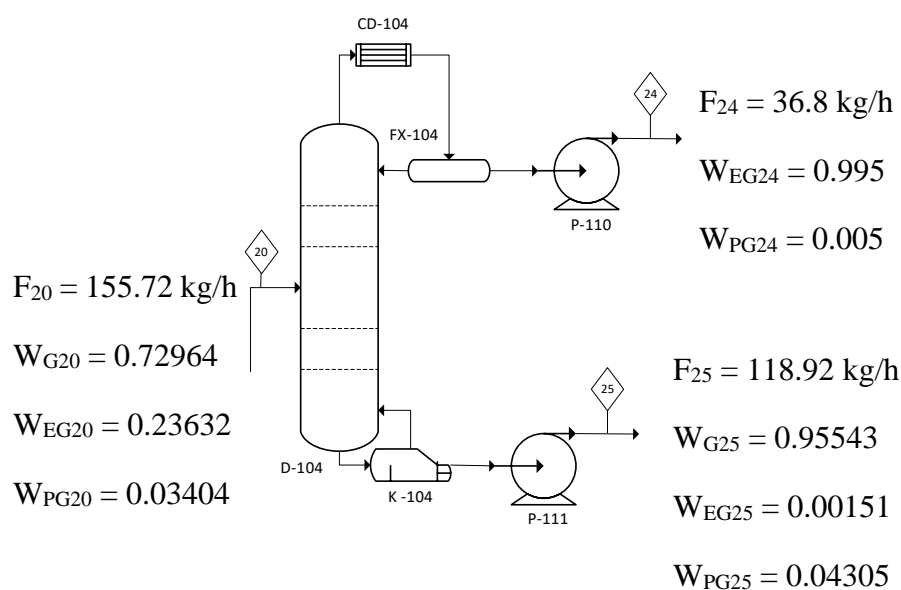 CD-104
24
F24 = 36.8 kg/h
FX-104
WEG24 = 0.995
P-110
WPG24 = 0.005
20
F20 = 155.72 kg/h
WG20 = 0.72964
WEG20 = 0.23632
WPG20 = 0.03404
D-104
K -104
25
F25 = 118.92 kg/h
WG25 = 0.95543
P-111
WEG25 = 0.00151
WPG25 = 0.04305